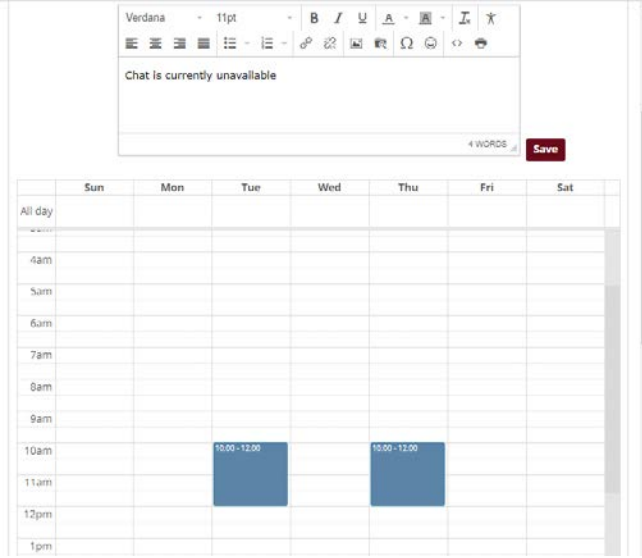 Verdana 11pt B I U A A Ix
Ω <>
Chat is currently unavailable
4 WORDS
Save
Sun Mon Tue Wed Thu Fri Sat
All day
4am
5am
6am
7am
8am
9am
10am 10:00 - 12:00 10:00 - 12:00
11am
12pm
1pm